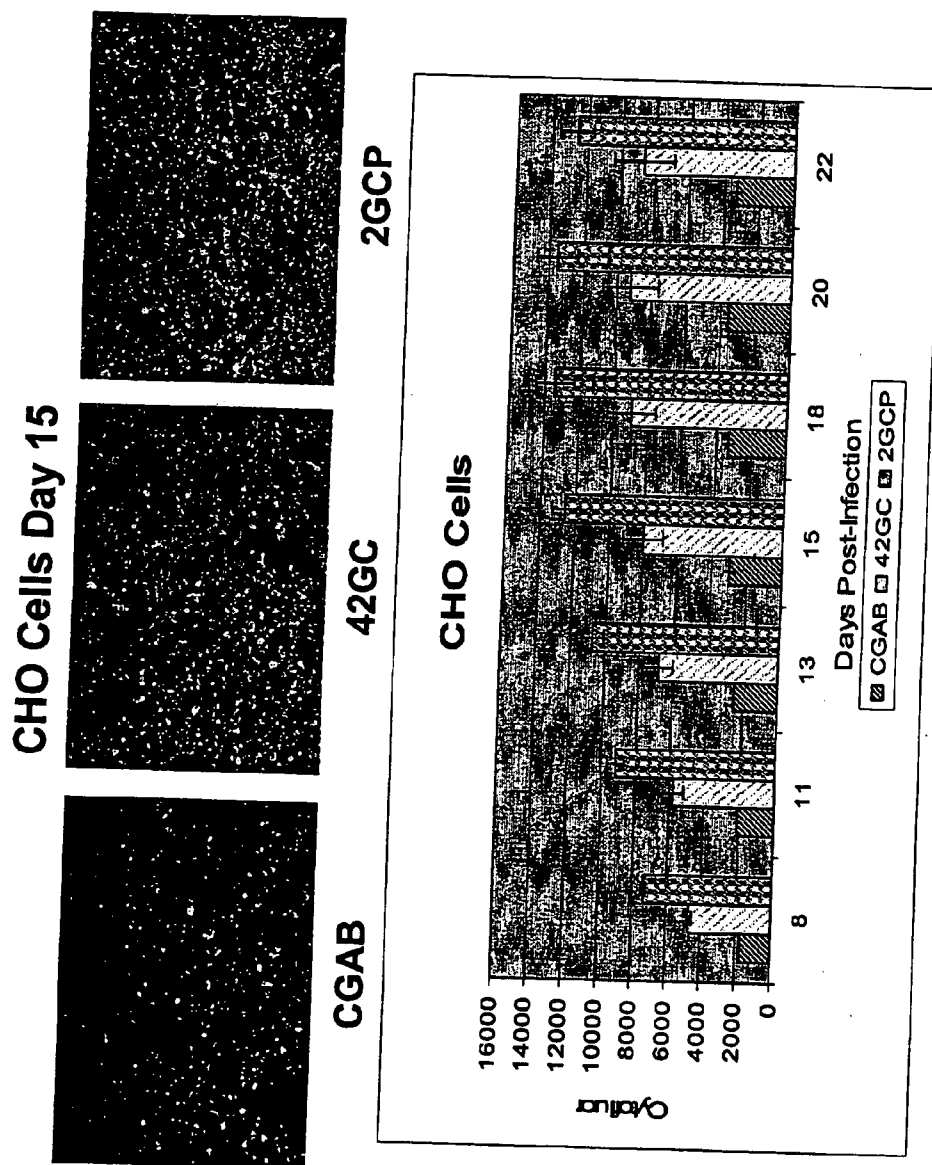 CHO Cells Day 15
CGAB
42GC
2GCP
CHO Cells
16000
14000
12000
10000
8000
6000
4000
2000
0
Cytofluor
8
11
13
15
18
20
22
Days Post-Infection
CGAB 42GC 2GCP